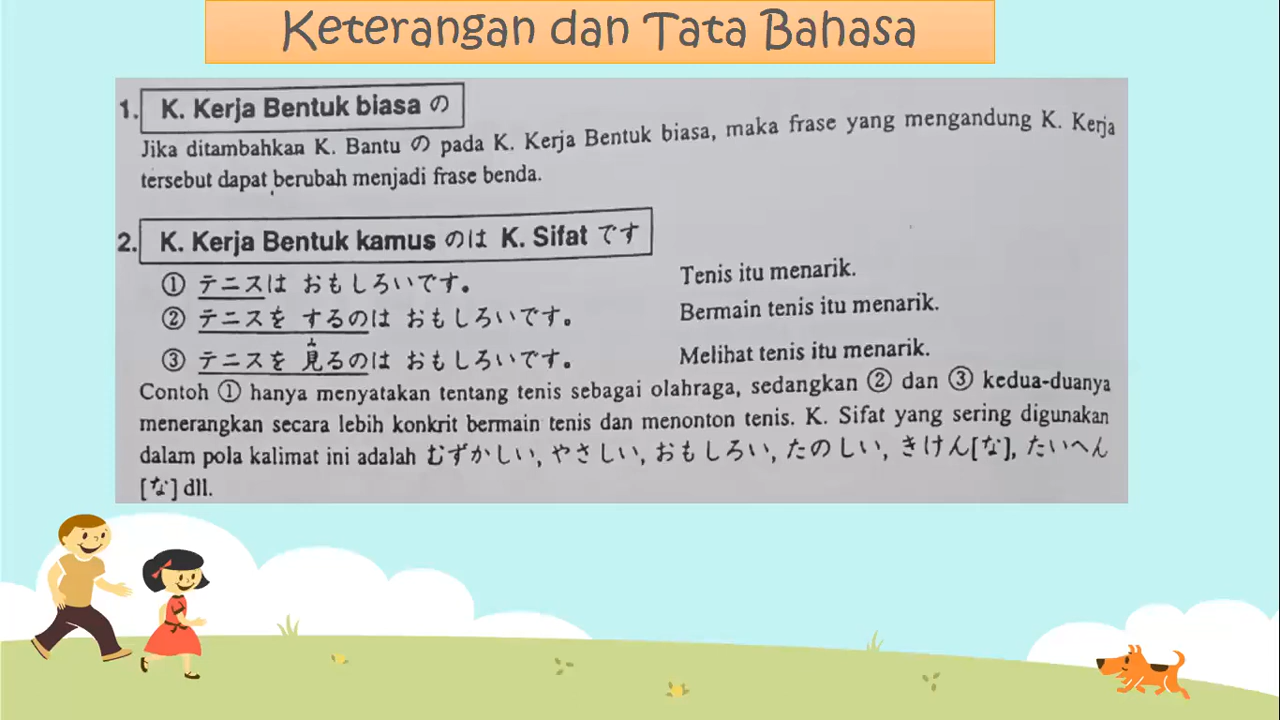 Keterangan dan Tata Bahasa
1. K. Kerja Bentuk biasa の
Jika ditambahkan K. Bantu の pada K. Kerja Bentuk biasa, maka frase yang mengandung K. Kerja
tersebut dapat berubah menjadi frase benda.
2. K. Kerja Bentuk kamus のは K. Sifat です
① テニスは おもしろいです。 Tenis itu menarik.
② テニスを するのは おもしろいです。 Bermain tenis itu menarik.
み
③ テニスを 見るのは おもしろいです。 Melihat tenis itu menarik.
Contoh ① hanya menyatakan tentang tenis sebagai olahraga, sedangkan ② dan ③ kedua-duanya
menerangkan secara lebih konkrit bermain tenis dan menonton tenis. K. Sifat yang sering digunakan
dalam pola kalimat ini adalah むずかしい, やさしい, おもしろい, たのしい, きけん[な], たいへん
[な] dll.